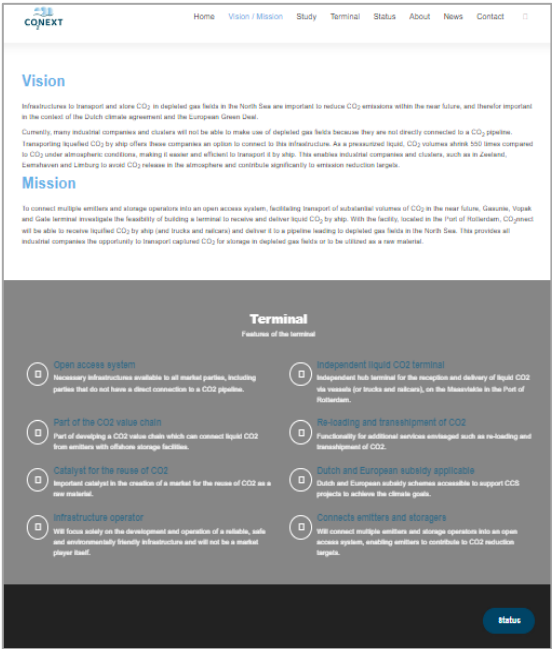 CO2NEXT
Home Vision / Mission Study Terminal Status About News Contact
Vision
Infrastructures to transport and store CO2 in depleted gas fields in the North Sea are important to reduce CO2 emissions within the near future, and therefor important
in the context of the Dutch climate agreement and the European Green Deal.
Currently, many industrial companies and clusters will not be able to make use of depleted gas fields because they are not directly connected to a CO2 pipeline.
Transporting liquefied CO2 by ship offers these companies an option to connect to this infrastructure. As a pressurized liquid, CO2 volumes shrink 550 times compared
to CO2 under atmospheric conditions, making it easier and efficient to transport it by ship. This enables industrial companies and clusters, such as in Zeeland,
Eemshaven and Limburg to avoid CO2 release in the atmosphere and contribute significantly to emission reduction targets.
Mission
To connect multiple emitters and storage operators into an open access system, facilitating transport of substantial volumes of CO2 in the near future, Gasunie, Vopak
and Gate terminal investigate the feasibility of building a terminal to receive and deliver liquid CO2 by ship. With the facility, located in the Port of Rotterdam, CO2next
will be able to receive liquified CO2 by ship (and trucks and railcars) and deliver it to a pipeline leading to depleted gas fields in the North Sea. This provides all
industrial companies the opportunity to transport captured CO2 for storage in depleted gas fields or to be utilized as a raw material.
Terminal
Features of the terminal
Open access system
Necessary infrastructures available to all market parties, including
parties that do not have a direct connection to a CO2 pipeline.
Independent liquid CO2 terminal
Independent hub terminal for the reception and delivery of liquid CO2
via vessels (or trucks and railcars), on the Maasvlakte in the Port of
Rotterdam.
Part of the CO2 value chain
Part of develping a CO2 value chain which can connect liquid CO2
from emitters with offshore storage facilities.
Re-loading and transshipment of CO2
Functionality for additional services envisaged such as re-loading and
transshipment of CO2.
Catalyst for the reuse of CO2
Important catalyst in the creation of a market for the reuse of CO2 as a
raw material.
Dutch and European subsidy applicable
Dutch and European subsidy schemes accessible to support CCS
projects to achieve the climate goals.
Infrastructure operator
Will focus solely on the development and operation of a reliable, safe
and environmentally friendly infrastructure and will not be a market
player itself.
Connects emitters and storagers
Will connect multiple emitters and storage operators into an open
access system, enabling emitters to contribute to CO2 reduction
targets.
Status